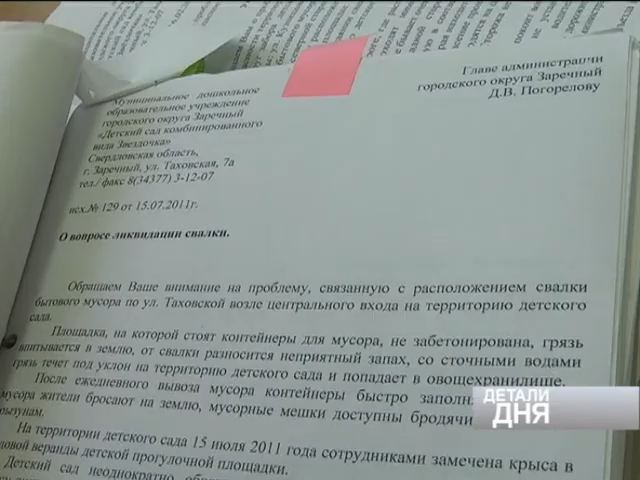 Муниципальное дошкольное
образовательное учреждение
городского округа Заречный
«Детский сад комбинированного
вида Звездочка»
Свердловская область,
г. Заречный, ул. Таховская, 7а
тел./ факс 8(34377) 3-12-07
исх.№ 129 от 15.07.2011г.
Главе администрации
городского округа Заречный
Д.В. Погорелову
О вопросе ликвидации свалки.
Обращаем Ваше внимание на проблему, связанную с расположением свалки
бытового мусора по ул. Таховской возле центрального входа на территорию детского
сада.
Площадка, на которой стоят контейнеры для мусора, не забетонирована, грязь
впитывается в землю, от свалки разносится неприятный запах, со сточными водами
грязь течет под уклон на территорию детского сада и попадает в овощехранилище.
После ежедневного вывоза мусора контейнеры быстро
мусора жители бросают на землю, мусорные мешки доступны
На территории детского сада 15 июля 2011 года сотрудниками замечена крыса в
веранды детской прогулочной площадки.
Детский сад неоднократно
ДЕТАЛИ
ДНЯ